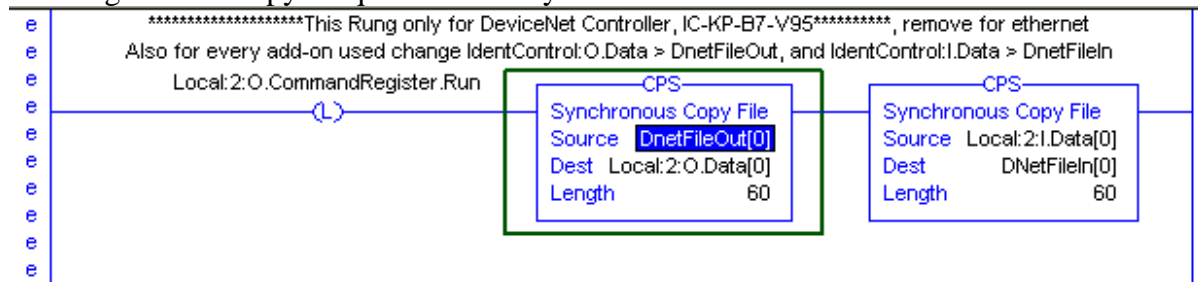 *********************This Rung only for DeviceNet Controller, IC-KP-B7-V95**********, remove for ethernet
Also for every add-on used change IdentControl:O.Data > DnetFileOut, and IdentControl:I.Data > DnetFileIn
Local:2:O.CommandRegister.Run
(L)
CPS
Synchronous Copy File
Source DnetFileOut[0]
Dest Local:2:O.Data[0]
Length 60
CPS
Synchronous Copy File
Source Local:2:I.Data[0]
Dest DNetFileIn[0]
Length 60
e
e
e
e
e
e
e
e
e
e